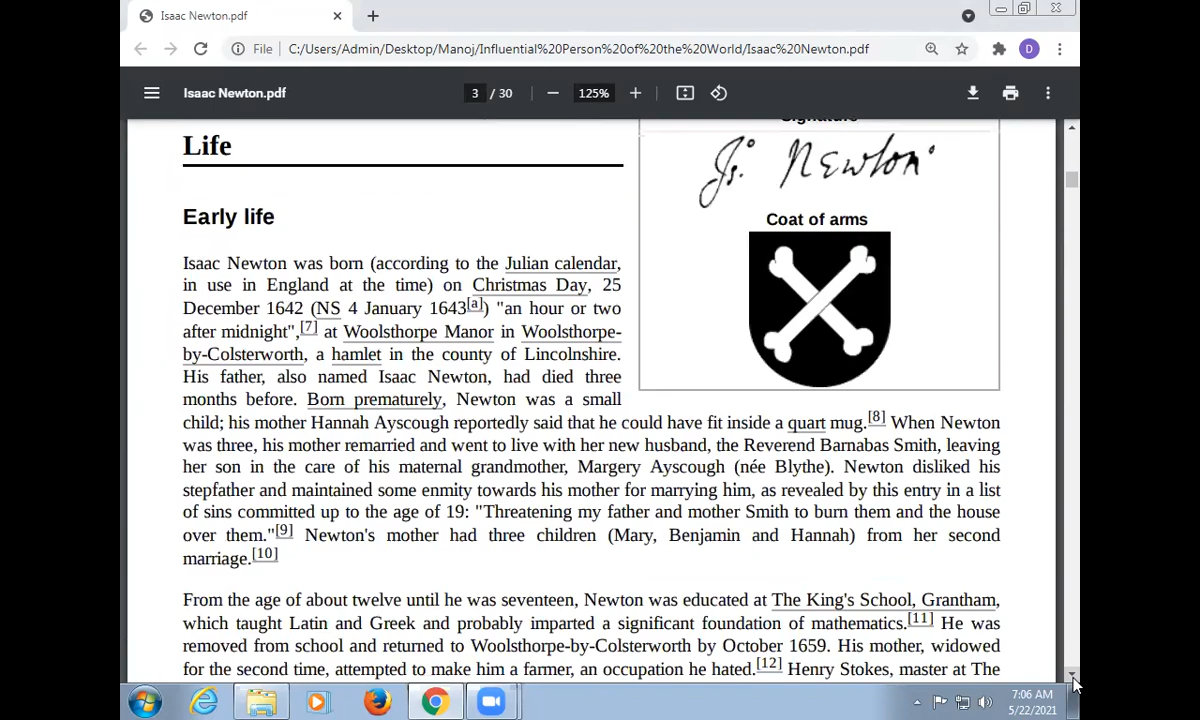 Isaac Newton.pdf
File C:/Users/Admin/Desktop/Manoj/Influential%20Person%20of%20the%20World/Isaac%20Newton.pdf
D
Isaac Newton.pdf
3 / 30
125%
Life
Signature
Js. Newton.
Coat of arms
Early life
Isaac Newton was born (according to the Julian calendar,
in use in England at the time) on Christmas Day, 25
December 1642 (NS 4 January 1643[a]) "an hour or two
after midnight",[7] at Woolsthorpe Manor in Woolsthorpe-
by-Colsterworth, a hamlet in the county of Lincolnshire.
His father, also named Isaac Newton, had died three
months before. Born prematurely, Newton was a small
child; his mother Hannah Ayscough reportedly said that he could have fit inside a quart mug.[8] When Newton
was three, his mother remarried and went to live with her new husband, the Reverend Barnabas Smith, leaving
her son in the care of his maternal grandmother, Margery Ayscough (née Blythe). Newton disliked his
stepfather and maintained some enmity towards his mother for marrying him, as revealed by this entry in a list
of sins committed up to the age of 19: "Threatening my father and mother Smith to burn them and the house
over them."[9] Newton's mother had three children (Mary, Benjamin and Hannah) from her second
marriage.[10]
From the age of about twelve until he was seventeen, Newton was educated at The King's School, Grantham,
which taught Latin and Greek and probably imparted a significant foundation of mathematics.[11] He was
removed from school and returned to Woolsthorpe-by-Colsterworth by October 1659. His mother, widowed
for the second time, attempted to make him a farmer, an occupation he hated.[12] Henry Stokes, master at The
7:06 AM
5/22/2021